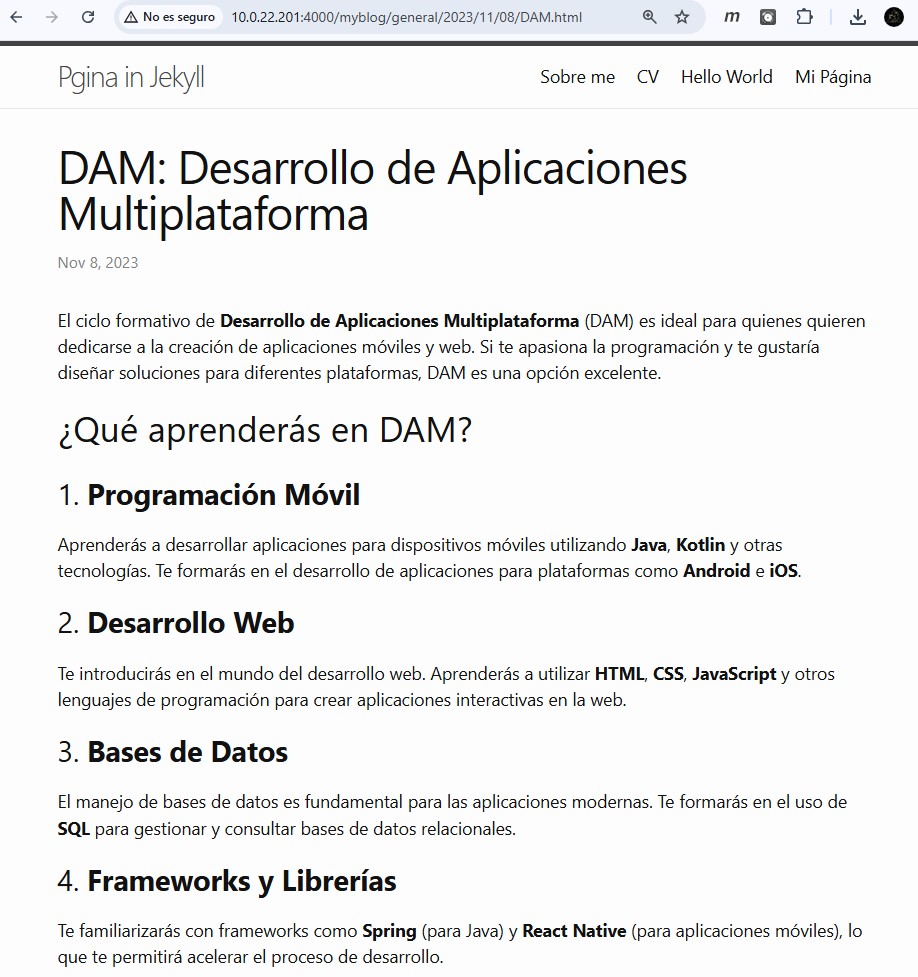 No es seguro 10.0.22.201:4000/myblog/general/2023/11/08/DAM.html
Pgina in Jekyll Sobre me CV Hello World Mi Página
DAM: Desarrollo de Aplicaciones
Multiplataforma
Nov 8, 2023
El ciclo formativo de Desarrollo de Aplicaciones Multiplataforma (DAM) es ideal para quienes quieren
dedicarse a la creación de aplicaciones móviles y web. Si te apasiona la programación y te gustaría
diseñar soluciones para diferentes plataformas, DAM es una opción excelente.
¿Qué aprenderás en DAM?
1. Programación Móvil
Aprenderás a desarrollar aplicaciones para dispositivos móviles utilizando Java, Kotlin y otras
tecnologías. Te formarás en el desarrollo de aplicaciones para plataformas como Android e iOS.
2. Desarrollo Web
Te introducirás en el mundo del desarrollo web. Aprenderás a utilizar HTML, CSS, JavaScript y otros
lenguajes de programación para crear aplicaciones interactivas en la web.
3. Bases de Datos
El manejo de bases de datos es fundamental para las aplicaciones modernas. Te formarás en el uso de
SQL para gestionar y consultar bases de datos relacionales.
4. Frameworks y Librerías
Te familiarizarás con frameworks como Spring (para Java) y React Native (para aplicaciones móviles), lo
que te permitirá acelerar el proceso de desarrollo.